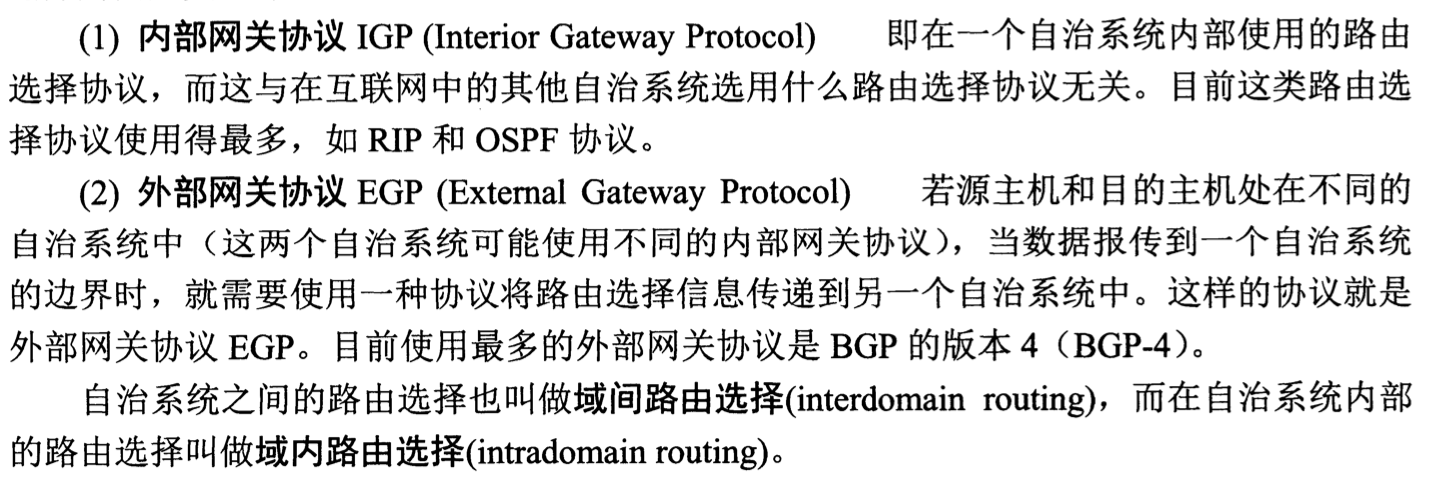 (1) 内部网关协议 IGP (Interior Gateway Protocol) 即在一个自治系统内部使用的路由
选择协议，而这与在互联网中的其他自治系统选用什么路由选择协议无关。目前这类路由选
择协议使用得最多，如 RIP 和 OSPF 协议。
(2) 外部网关协议 EGP (External Gateway Protocol) 若源主机和目的主机处在不同的
自治系统中（这两个自治系统可能使用不同的内部网关协议），当数据报传到一个自治系统
的边界时，就需要使用一种协议将路由选择信息传递到另一个自治系统中。这样的协议就是
外部网关协议 EGP。目前使用最多的外部网关协议是 BGP 的版本 4（BGP-4）。
自治系统之间的路由选择也叫做域间路由选择(interdomain routing)，而在自治系统内部
的路由选择叫做域内路由选择(intradomain routing)。